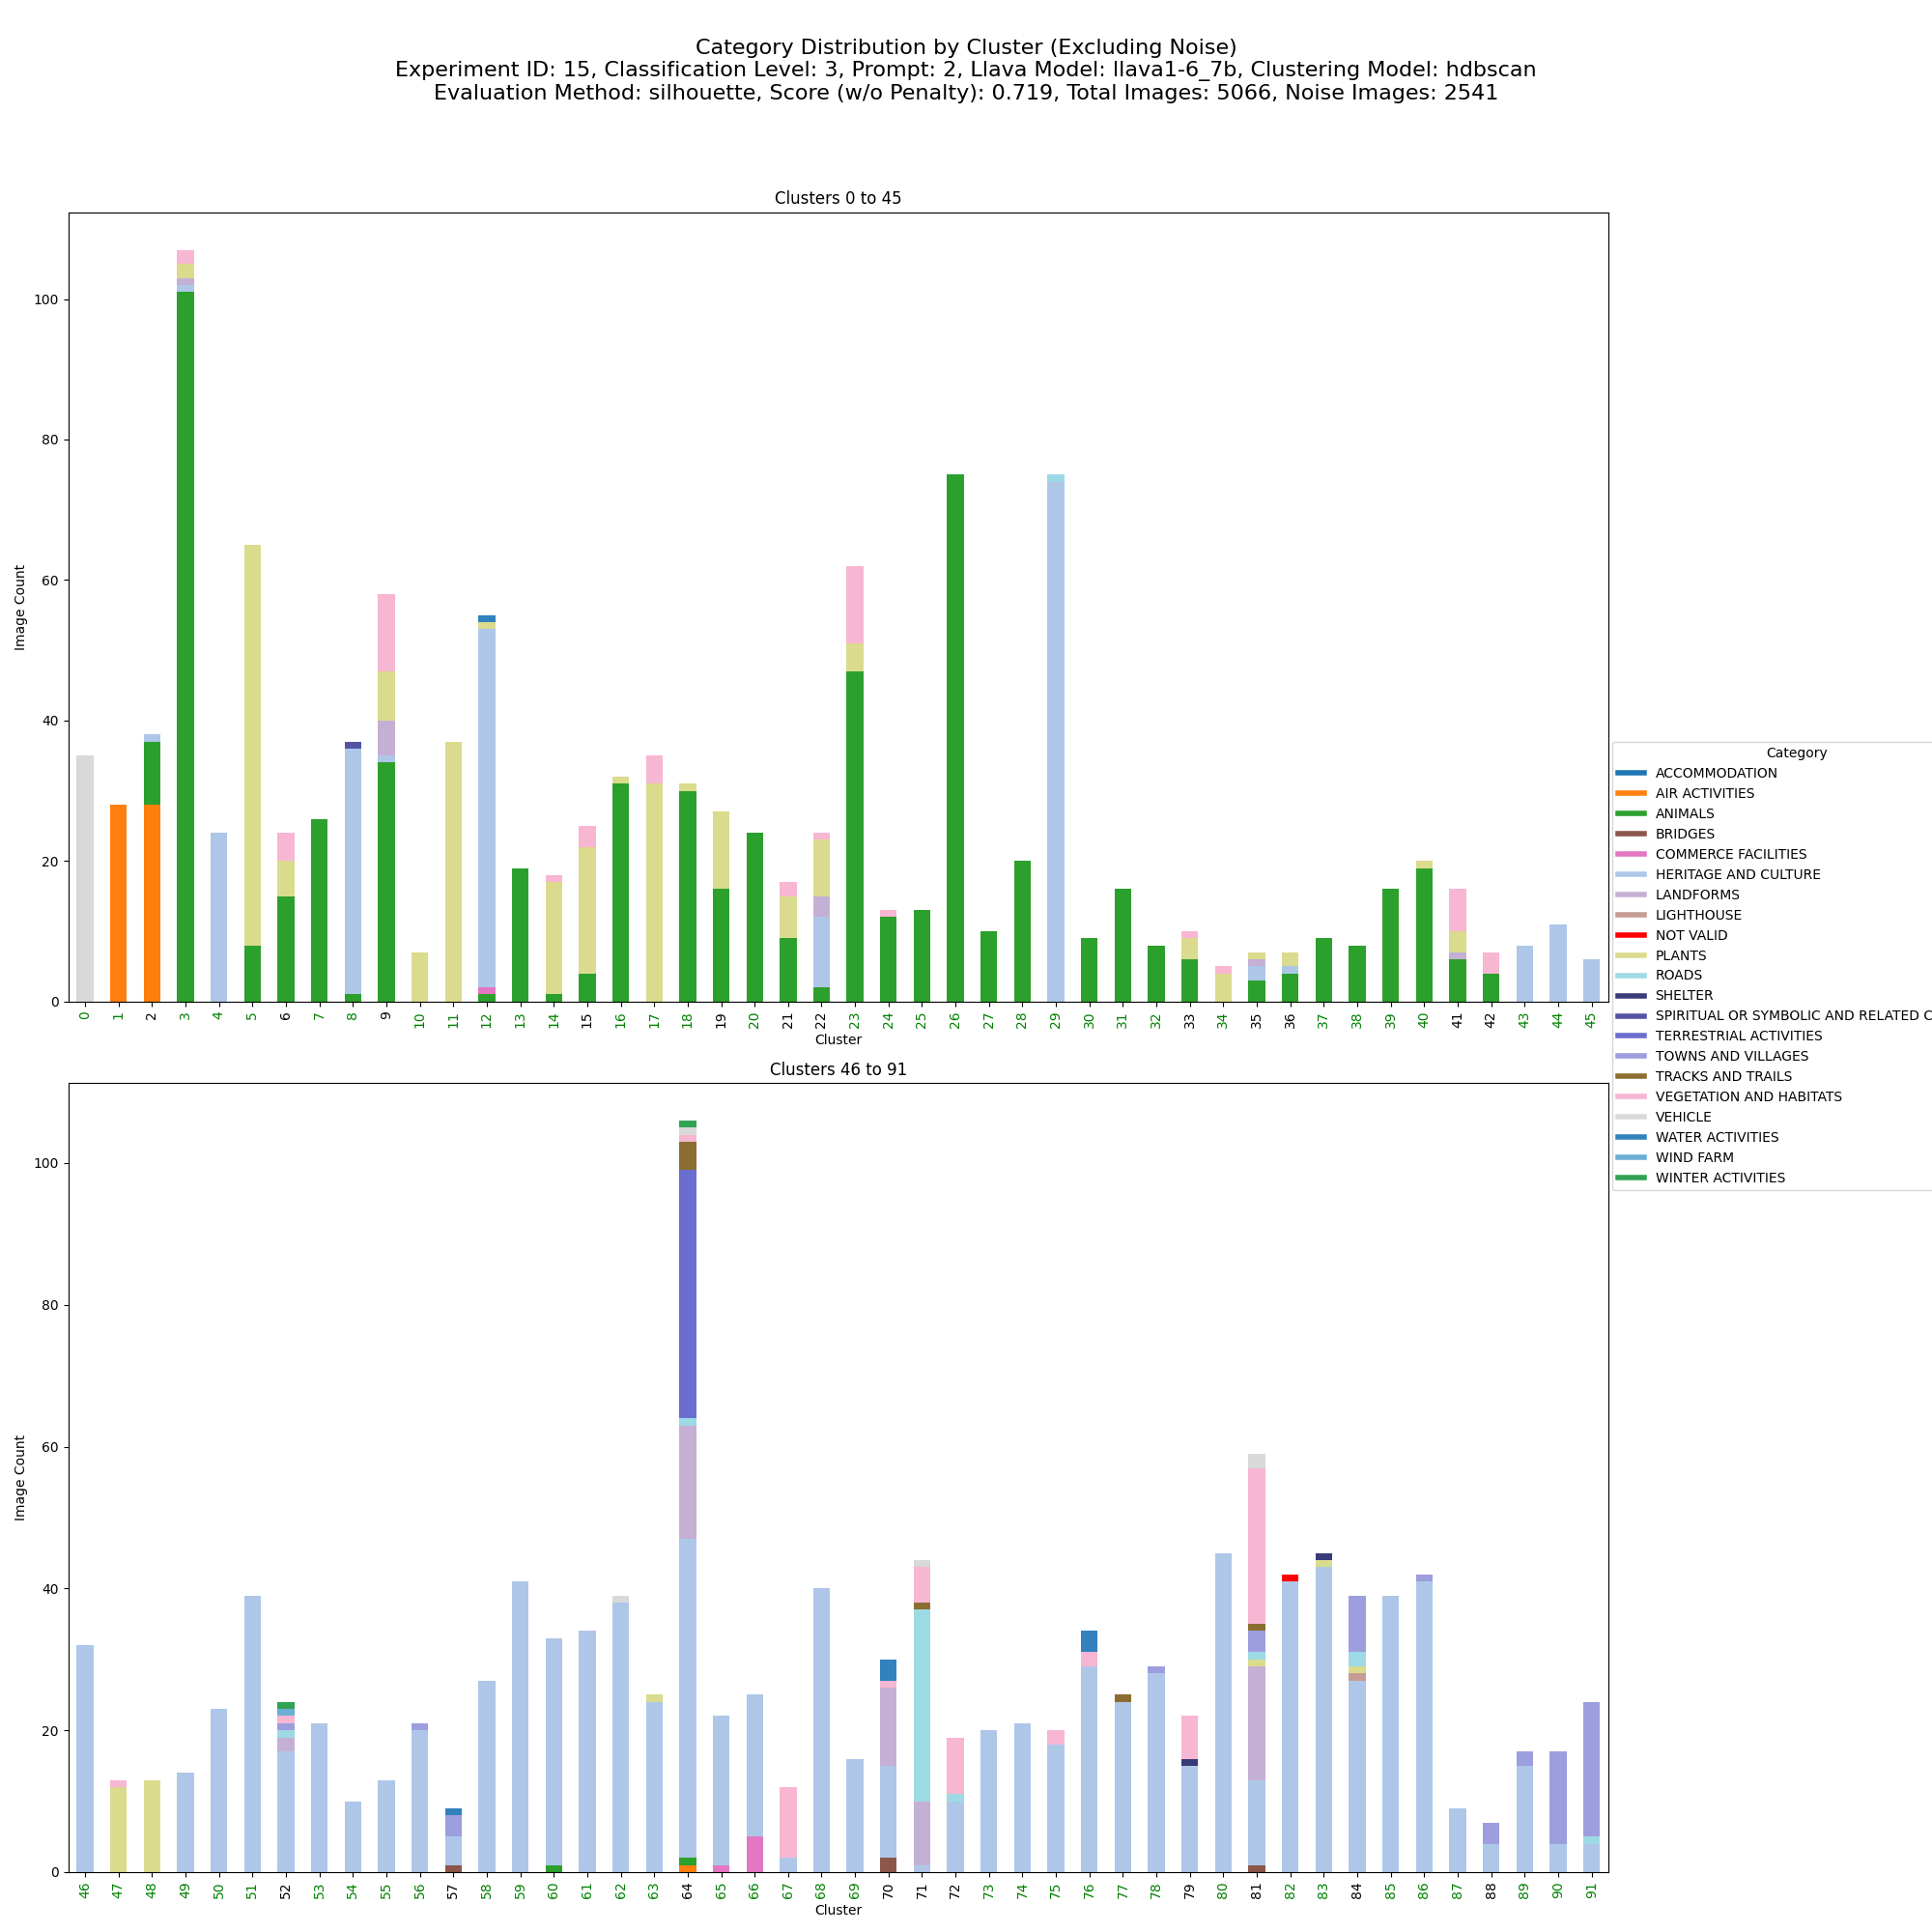 Category Distribution by Cluster (Excluding Noise)
Experiment ID: 15, Classification Level: 3, Prompt: 2, Llava Model: llava1-6_7b, Clustering Model: hdbscan
Evaluation Method: silhouette, Score (w/o Penalty): 0.719, Total Images: 5066, Noise Images: 2541
Clusters 0 to 45
100
80
60
40
20
0
Image Count
0 1 2 3 4 5 6 7 8 9 10 11 12 13 14 15 16 17 18 19 20 21 22 23 24 25 26 27 28 29 30 31 32 33 34 35 36 37 38 39 40 41 42 43 44 45
Cluster
Category
ACCOMMODATION
AIR ACTIVITIES
ANIMALS
BRIDGES
COMMERCE FACILITIES
HERITAGE AND CULTURE
LANDFORMS
LIGHTHOUSE
NOT VALID
PLANTS
ROADS
SHELTER
SPIRITUAL OR SYMBOLIC AND RELATED C
TERRESTRIAL ACTIVITIES
TOWNS AND VILLAGES
TRACKS AND TRAILS
VEGETATION AND HABITATS
VEHICLE
WATER ACTIVITIES
WIND FARM
WINTER ACTIVITIES
Clusters 46 to 91
100
80
60
40
20
0
Image Count
46 47 48 49 50 51 52 53 54 55 56 57 58 59 60 61 62 63 64 65 66 67 68 69 70 71 72 73 74 75 76 77 78 79 80 81 82 83 84 85 86 87 88 89 90 91
Cluster